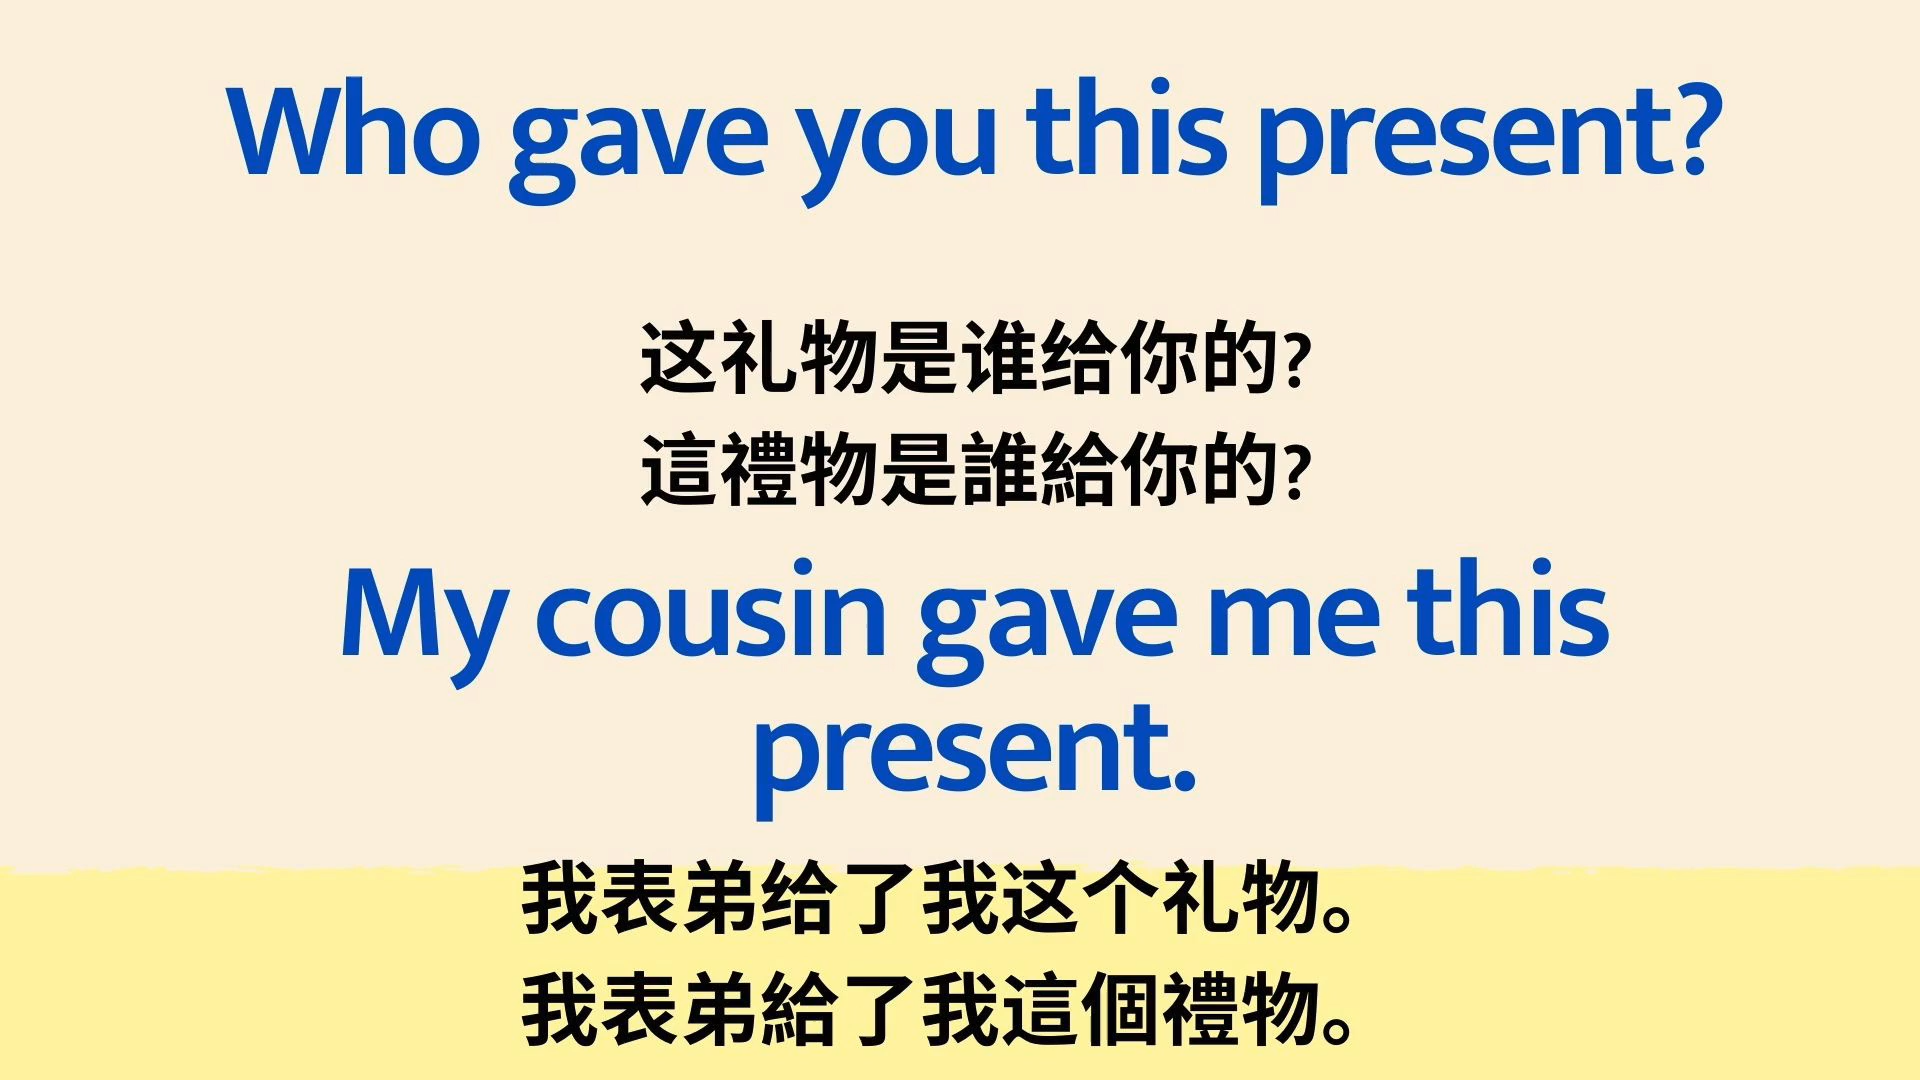 Who gave you this present?
这礼物是谁给你的?
這禮物是誰給你的?
My cousin gave me this
present.
我表弟给了我这个礼物。
我表弟給了我這個禮物。